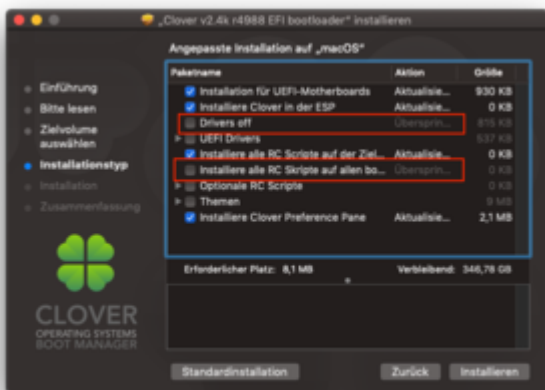 „Clover v2.4k r4988 EFI bootloader“ installieren
Angepasste Installation auf „macOS“
Paketname Aktion Größe
Installation für UEFI-Motherboards Aktualisie... 930 KB
Installiere Clover in der ESP Aktualisie... 0 KB
Drivers off Übersprin... 815 KB
UEFI Drivers 537 KB
Installiere alle RC Scripte auf der Ziel... Aktualisie... 0 KB
Installiere alle RC Skripte auf allen bo... Übersprin... 0 KB
Optionale RC Scripte 0 KB
Themen 9 MB
Installiere Clover Preference Pane Aktualisie... 2,1 MB
Erforderlicher Platz: 8,1 MB Verbleibend: 346,78 GB
Einführung
Bitte lesen
Zielvolume
auswählen
Installationstyp
Installation
Zusammenfassung
CLOVER
OPERATING SYSTEMS
BOOT MANAGER
Standardinstallation Zurück Installieren